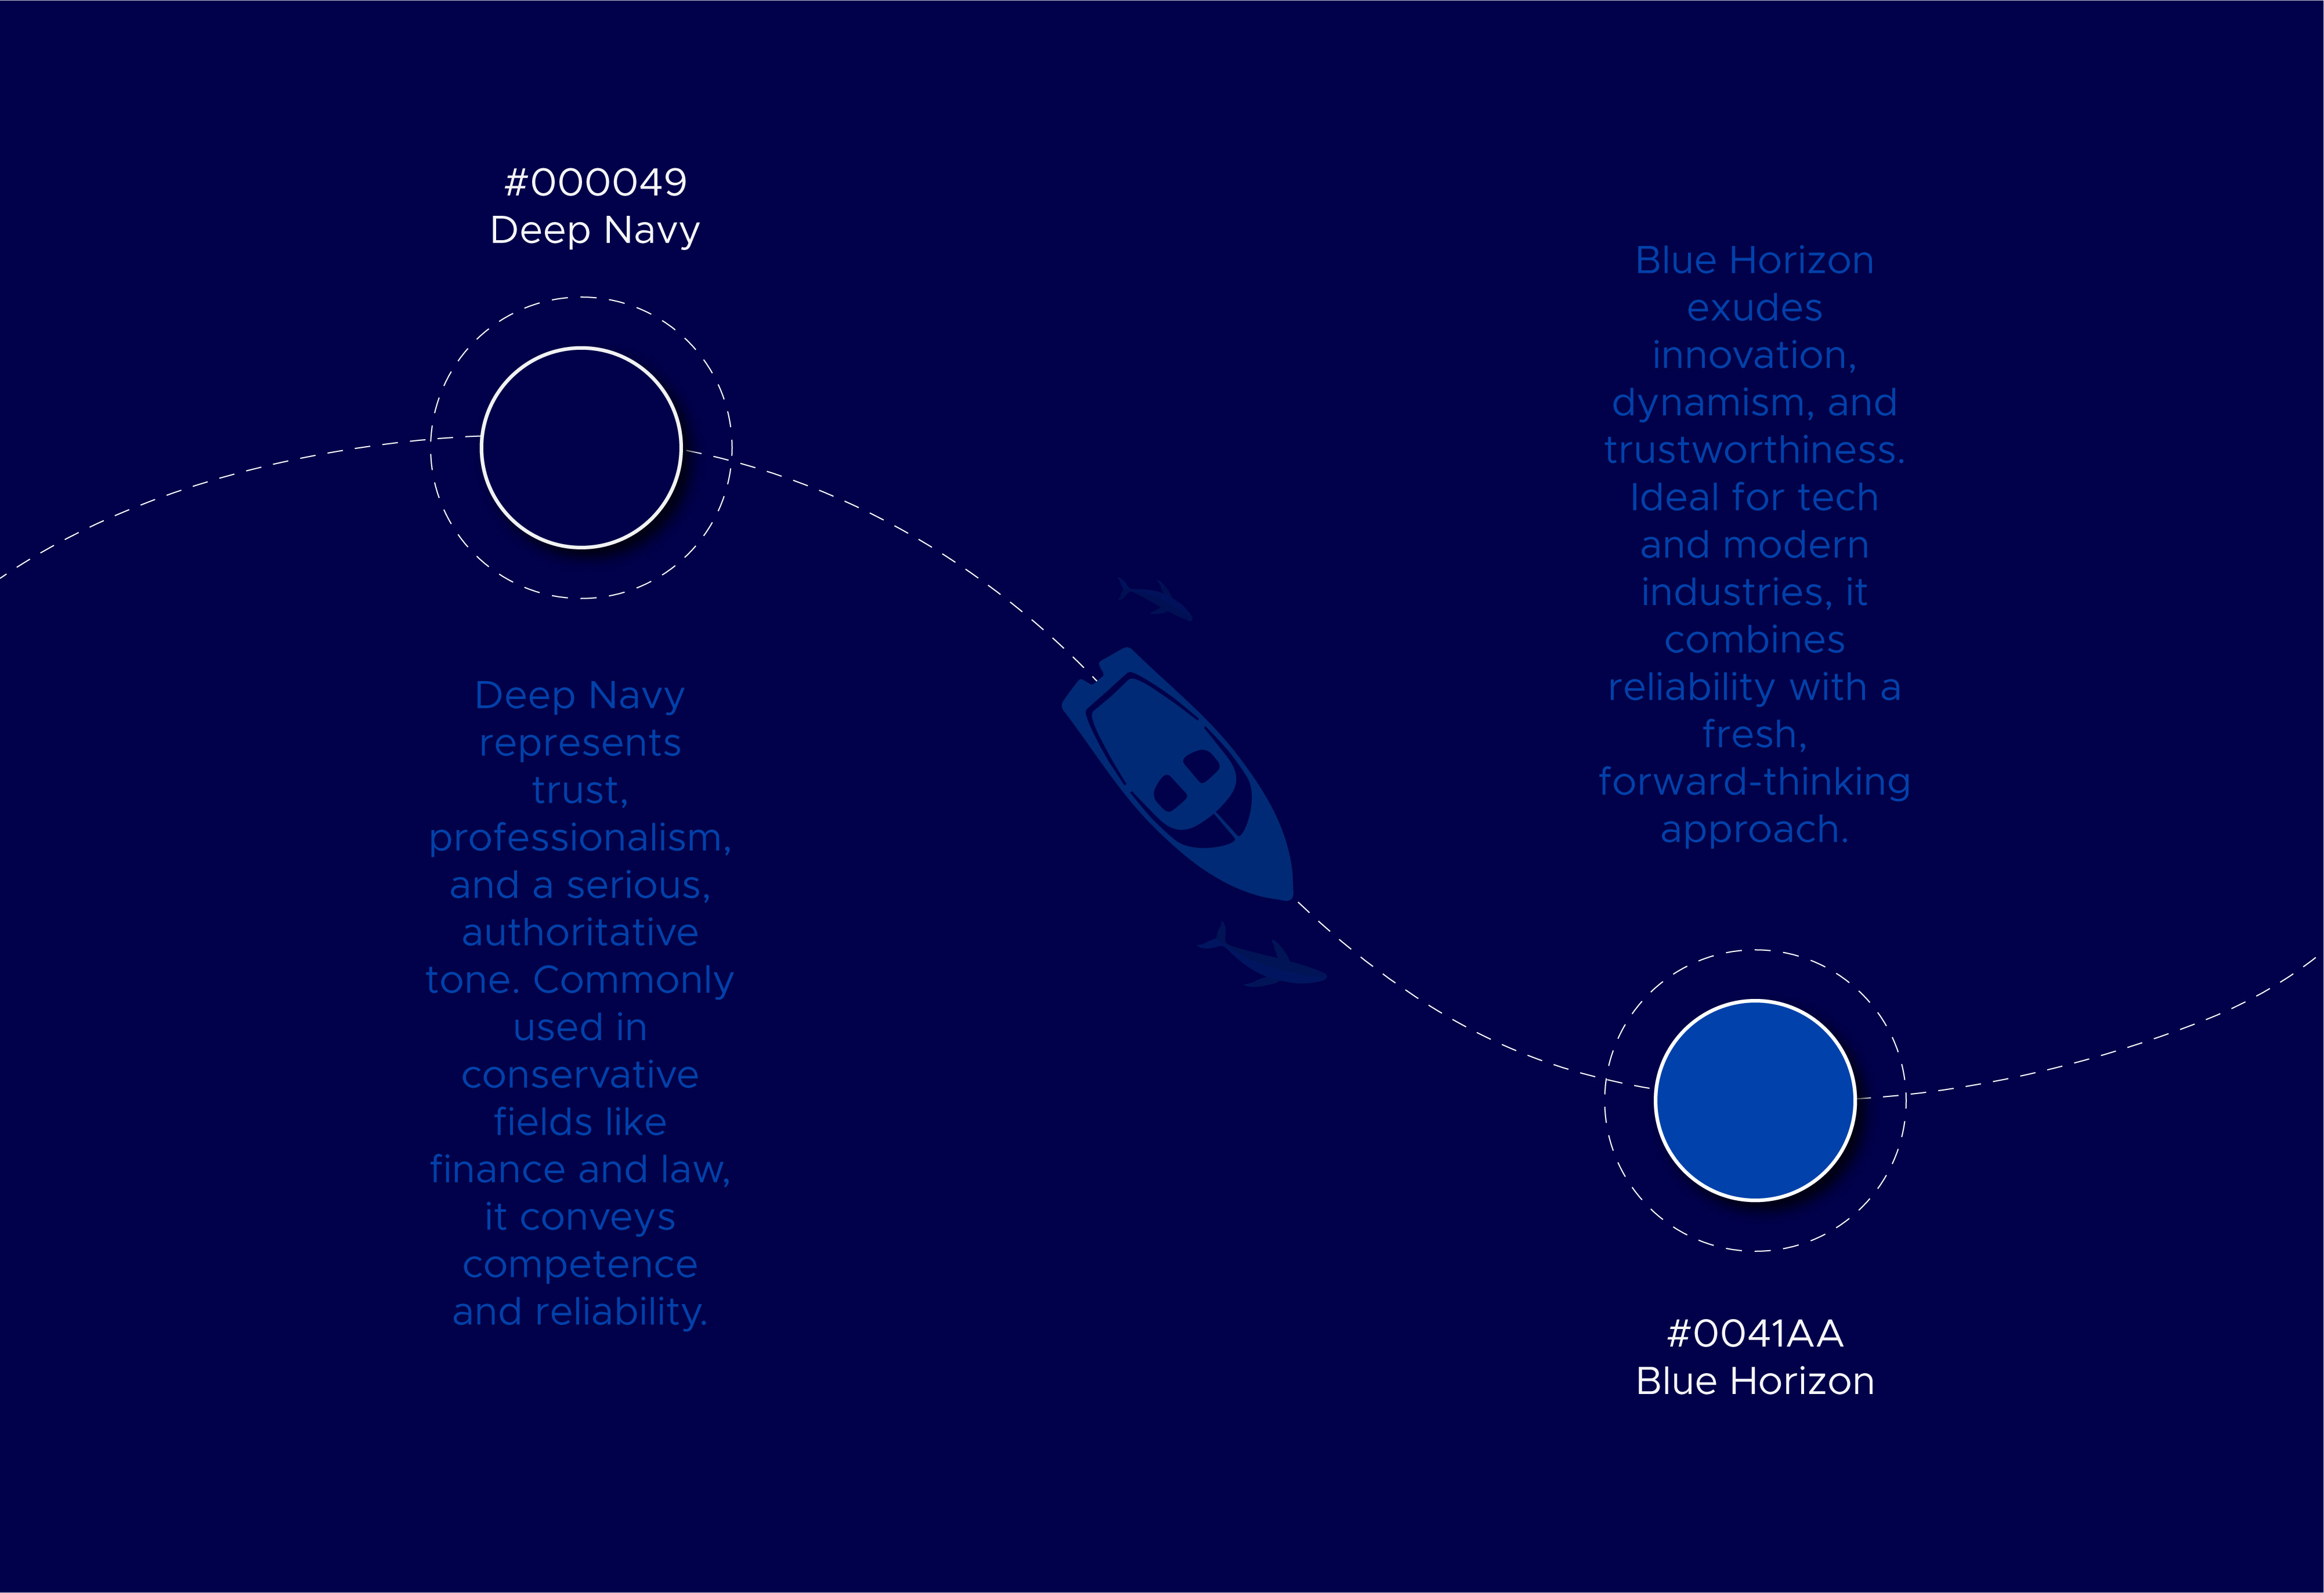 #000049
Deep Navy
Deep Navy
represents
trust,
professionalism,
and a serious,
authoritative
tone. Commonly
used in
conservative
fields like
finance and law,
it conveys
competence
and reliability.
Blue Horizon
exudes
innovation,
dynamism, and
trustworthiness.
Ideal for tech
and modern
industries, it
combines
reliability with a
fresh,
forward-thinking
approach.
#0041AA
Blue Horizon